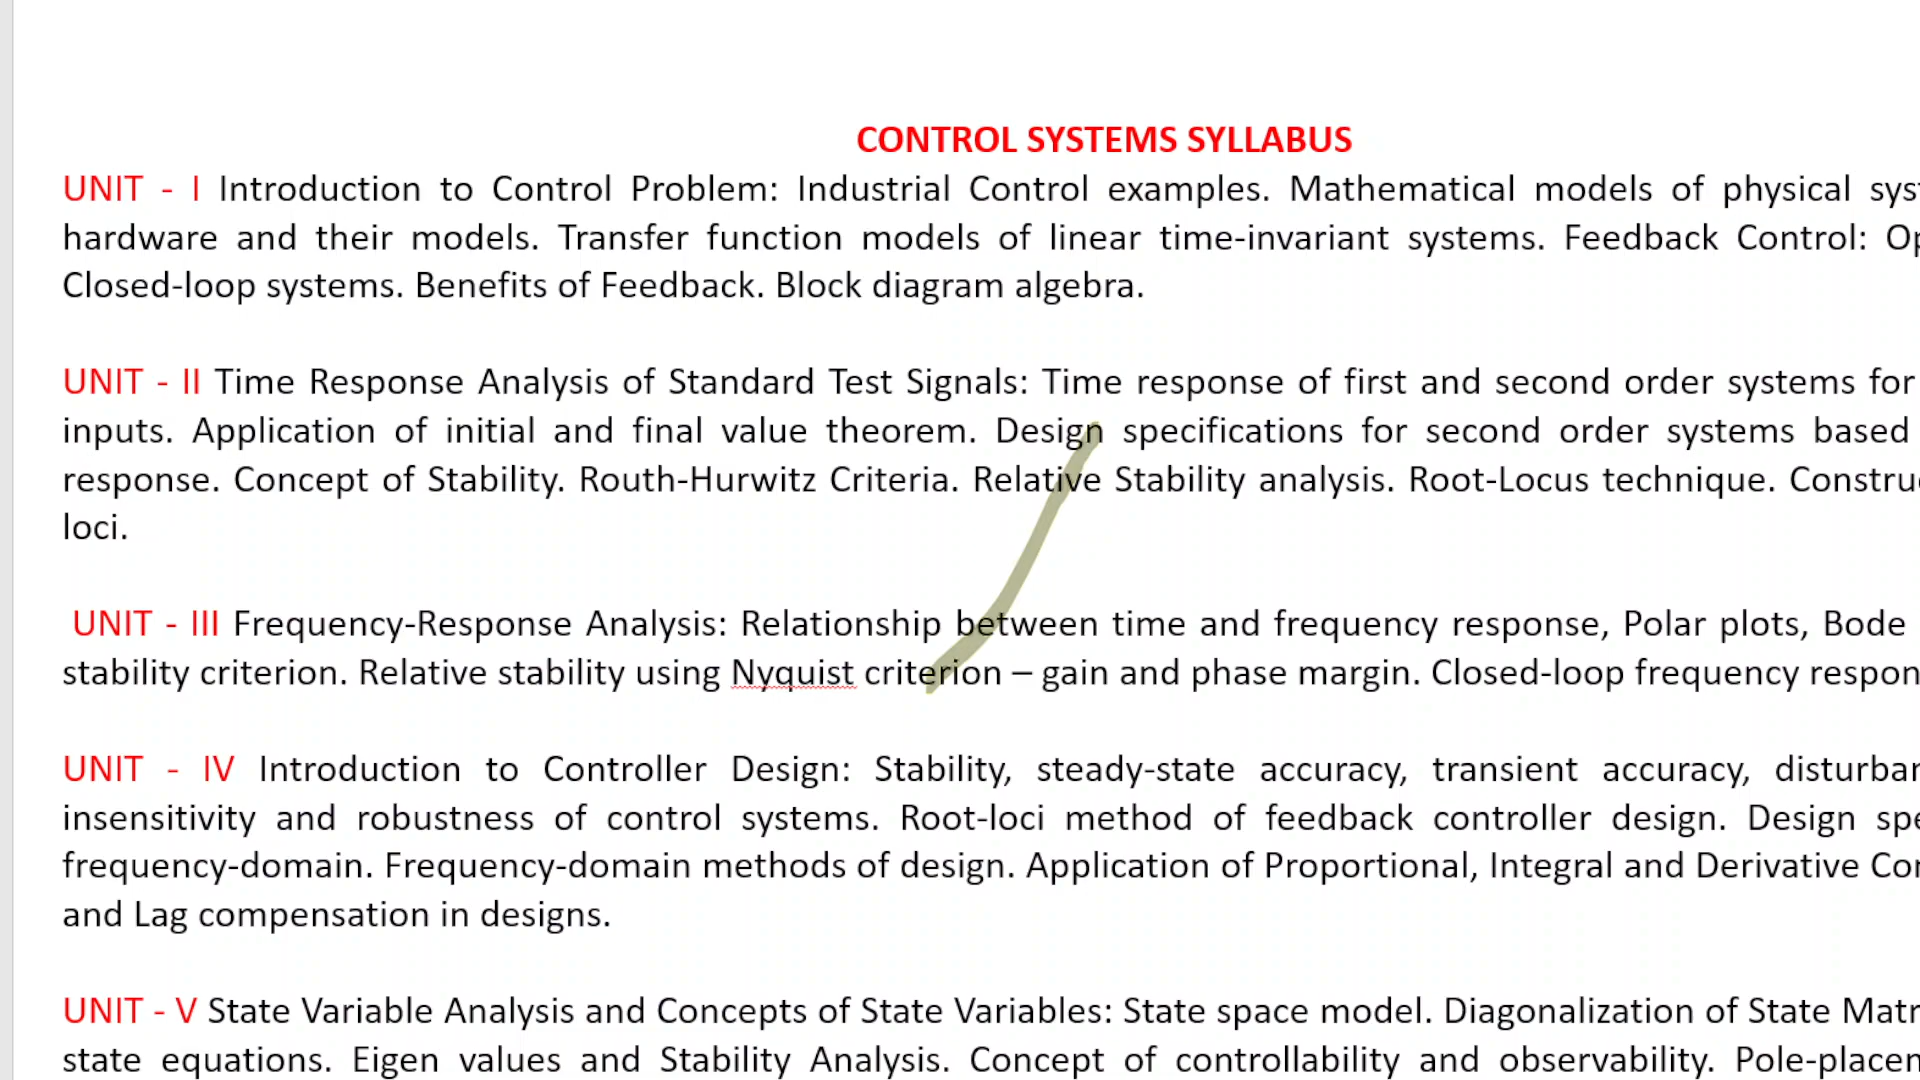 CONTROL SYSTEMS SYLLABUS
UNIT - I Introduction to Control Problem: Industrial Control examples. Mathematical models of physical
hardware and their models. Transfer function models of linear time-invariant systems. Feedback Control:
Closed-loop systems. Benefits of Feedback. Block diagram algebra.
UNIT - II Time Response Analysis of Standard Test Signals: Time response of first and second order systems for
inputs. Application of initial and final value theorem. Design specifications for second order systems based
response. Concept of Stability. Routh-Hurwitz Criteria. Relative Stability analysis. Root-Locus technique.
loci.
UNIT - III Frequency-Response Analysis: Relationship between time and frequency response, Polar plots, Bode
stability criterion. Relative stability using Nyquist criterion – gain and phase margin. Closed-loop frequency
UNIT - IV Introduction to Controller Design: Stability, steady-state accuracy, transient accuracy,
insensitivity and robustness of control systems. Root-loci method of feedback controller design. Design
frequency-domain. Frequency-domain methods of design. Application of Proportional, Integral and Derivative
and Lag compensation in designs.
UNIT - V State Variable Analysis and Concepts of State Variables: State space model. Diagonalization of State
state equations. Eigen values and Stability Analysis. Concept of controllability and observability.